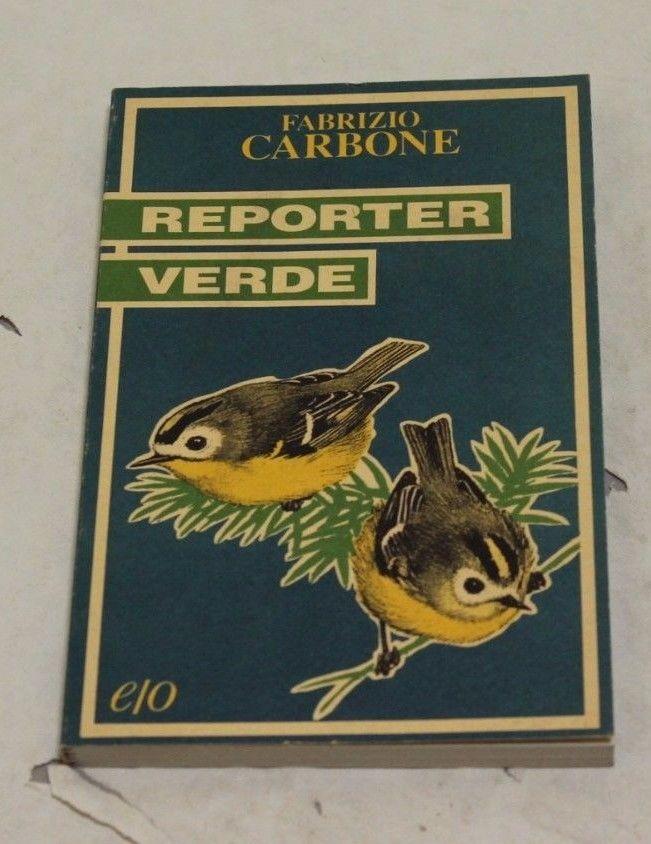 FABRIZIO
CARBONE
REPORTER
VERDE
e/o